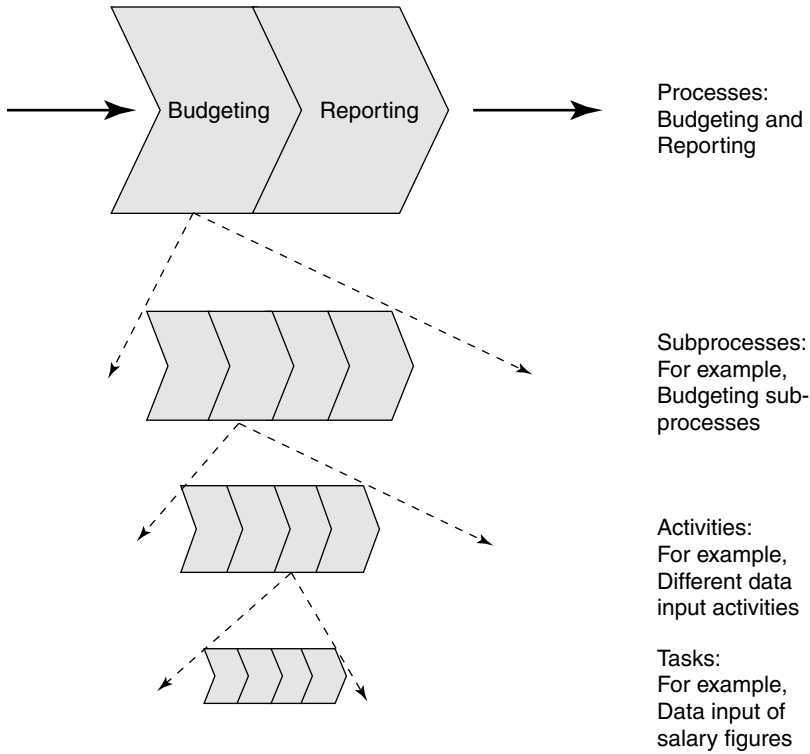 Budgeting
Reporting
Processes:
Budgeting and
Reporting
Subprocesses:
For example,
Budgeting sub-
processes
Activities:
For example,
Different data
input activities
Tasks:
For example,
Data input of
salary figures